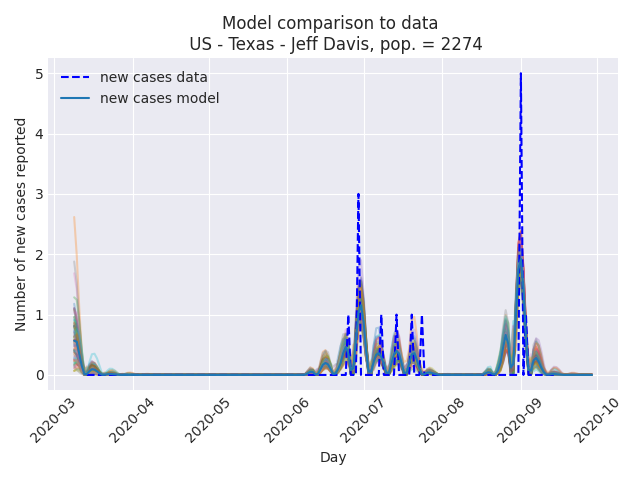 Model comparison to data
US - Texas - Jeff Davis, pop. = 2274
new cases data
new cases model
Number of new cases reported
5
4
3
2
1
0
2020-03
2020-04
2020-05
2020-06
2020-07
2020-08
2020-09
2020-10
Day